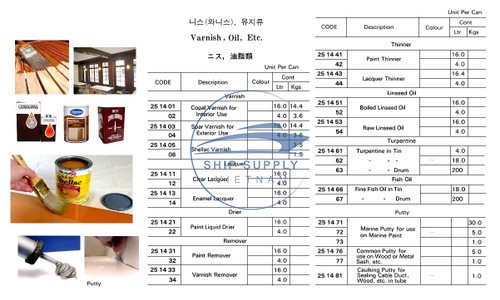 니스(와니스), 유지류
Varnish, Oil, Etc.
ニス, 油脂類
Unit Per Can
CODE Description Colour Cont
Ltr Kgs
Varnish
25 14 01 Copal Varnish for Interior Use 16.0 14.4
02 4.0 3.6
25 14 03 Spar Varnish for Exterior Use 16.0 14.4
04 4.0 3.6
25 14 05 Shellac Varnish 3.5
06 1.5
Lacquer
25 14 11 Clear Lacquer 16.0
12 4.0
25 14 13 Enamel Lacquer 16.0
14 4.0
Drier
25 14 21 Paint Liquid Drier 16.0
22 4.0
Remover
25 14 31 Paint Remover 16.0
32 4.0
25 14 33 Varnish Remover 16.0
34 4.0
SHIP SUPPLY
VIETNAM
Shellac
Putty
Unit Per Can
CODE Description Colour Cont
Ltr Kgs
Thinner
25 14 41 Paint Thinner 16.0
42 4.0
25 14 43 Lacquer Thinner 16.4
44 4.0
Linseed Oil
25 14 51 Boiled Linseed Oil 16.0
52 4.0
25 14 53 Raw Linseed Oil 16.0
54 4.0
Turpentine
25 14 61 Turpentine in Tin 4.0
62 〃 〃 18.0
63 〃 Drum 200
Fish Oil
25 14 66 Fine Fish Oil in Tin 18.0
67 〃 〃 Drum 200
Putty
25 14 71 30.0
72 Marine Putty for use on Marine Paint 5.0
73 1.0
25 14 76 Common Putty for use on Wood or Metal Sash, etc. 5.0
77 1.0
25 14 81 Caulking Putty for Sealing Cable Duct, Wood, etc. in tube 1.0